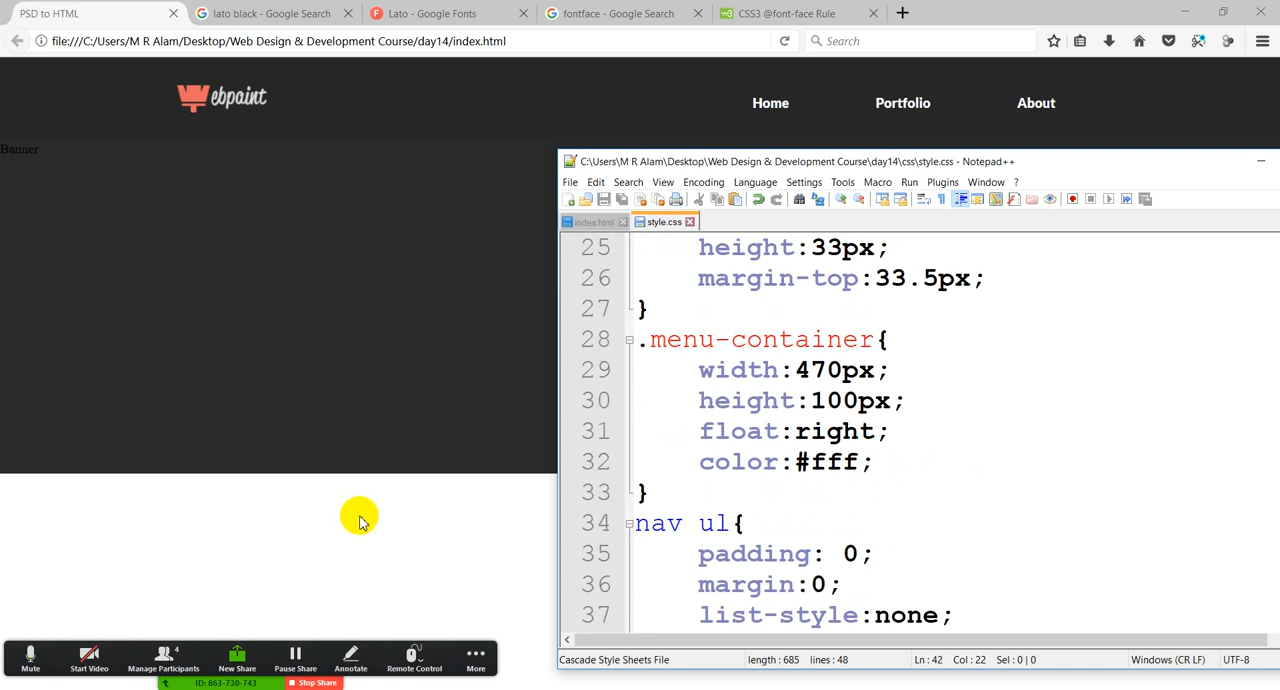 PSD to HTML
lato black - Google Search
Lato - Google Fonts
fontface - Google Search
CSS3 @font-face Rule
file:///C:/Users/M R Alam/Desktop/Web Design & Development Course/day14/index.html
Search
ebpaint
Home
Portfolio
About
Banner
C:\Users\M R Alam\Desktop\Web Design & Development Course\day14\css\style.css - Notepad++
File Edit Search View Encoding Language Settings Tools Macro Run Plugins Window ?
index.html
style.css
25 height:33px;
26 margin-top:33.5px;
27 }
28 .menu-container{
29 width:470px;
30 height:100px;
31 float:right;
32 color:#fff;
33 }
34 nav ul{
35 padding: 0;
36 margin:0;
37 list-style:none;
Cascade Style Sheets File
length : 685 lines : 48
Ln : 42 Col : 22 Sel : 0 | 0
Windows (CR LF)
UTF-8
4
Mute
Start Video
Manage Participants
New Share
Pause Share
Annotate
Remote Control
More
ID: 863-730-743
Stop Share